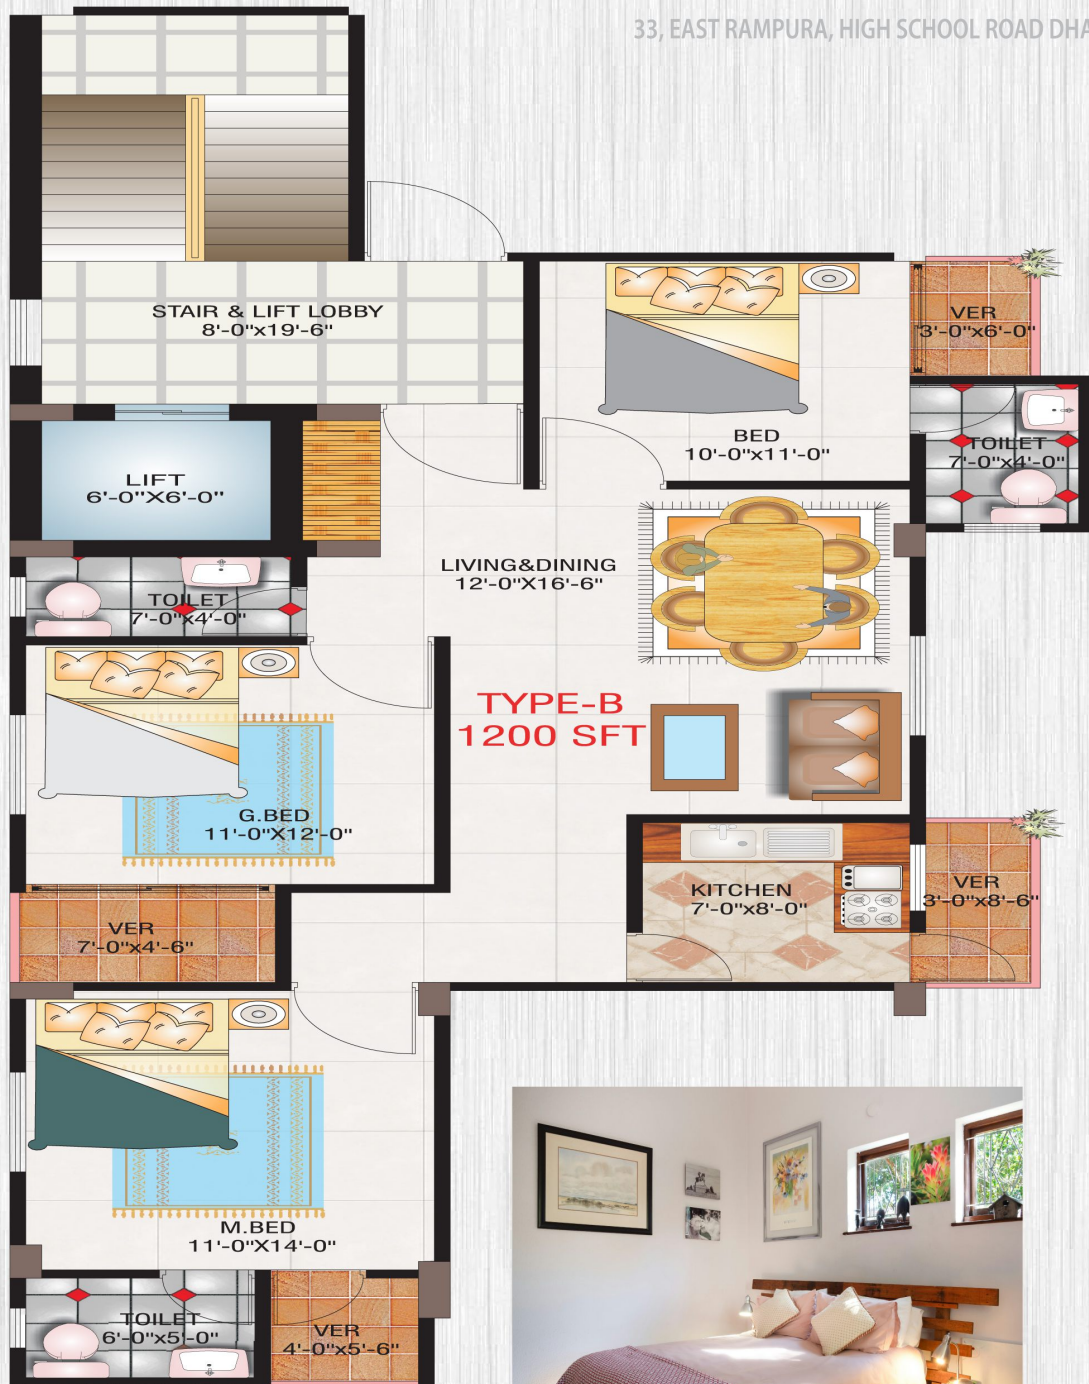 33, EAST RAMPURA, HIGH SCHOOL ROAD
STAIR & LIFT LOBBY
8'-0"x19'-6"
VER
3'-0"x6'-0"
BED
10'-0"x11'-0"
TOILET
7'-0"x4'-0"
LIFT
6'-0"X6'-0"
LIVING&DINING
12'-0"X16'-6"
TOILET
7'-0"x4'-0"
TYPE-B
1200 SFT
G.BED
11'-0"X12'-0"
KITCHEN
7'-0"x8'-0"
VER
3'-0"x8'-6"
VER
7'-0"x4'-6"
M.BED
11'-0"X14'-0"
TOILET
6'-0"x5'-0"
VER
4'-0"x5'-6"